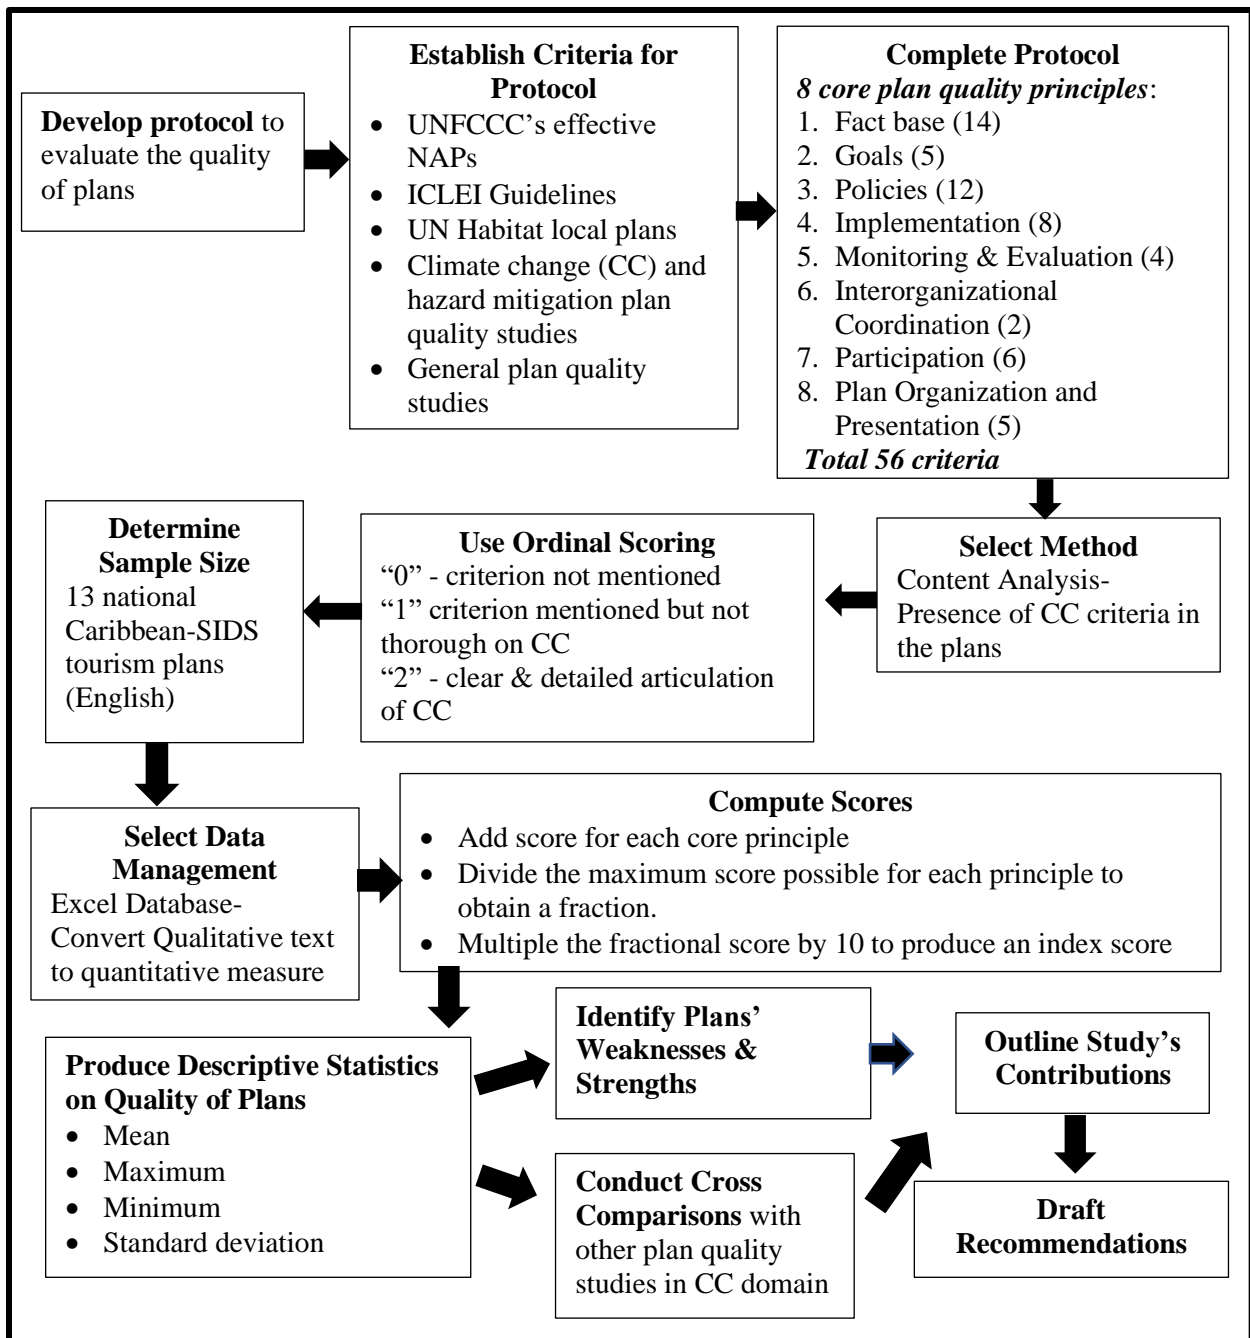 Develop protocol to
evaluate the quality
of plans
Establish Criteria for
Protocol
• UNFCCC's effective
NAPs
• ICLEI Guidelines
• UN Habitat local plans
• Climate change (CC) and
hazard mitigation plan
quality studies
• General plan quality
studies
Complete Protocol
8 core plan quality principles:
1. Fact base (14)
2. Goals (5)
3. Policies (12)
4. Implementation (8)
5. Monitoring & Evaluation (4)
6. Interorganizational
Coordination (2)
7. Participation (6)
8. Plan Organization and
Presentation (5)
Total 56 criteria
Select Method
Content Analysis-
Presence of CC criteria in
the plans
Use Ordinal Scoring
“0” - criterion not mentioned
“1” criterion mentioned but not
thorough on CC
“2” - clear & detailed articulation
of CC
Determine
Sample Size
13 national
Caribbean-SIDS
tourism plans
(English)
Select Data
Management
Excel Database-
Convert Qualitative text
to quantitative measure
Compute Scores
• Add score for each core principle
• Divide the maximum score possible for each principle to
obtain a fraction.
• Multiple the fractional score by 10 to produce an index score
Produce Descriptive Statistics
on Quality of Plans
• Mean
• Maximum
• Minimum
• Standard deviation
Identify Plans’
Weaknesses &
Strengths
Conduct Cross
Comparisons with
other plan quality
studies in CC domain
Outline Study’s
Contributions
Draft
Recommendations